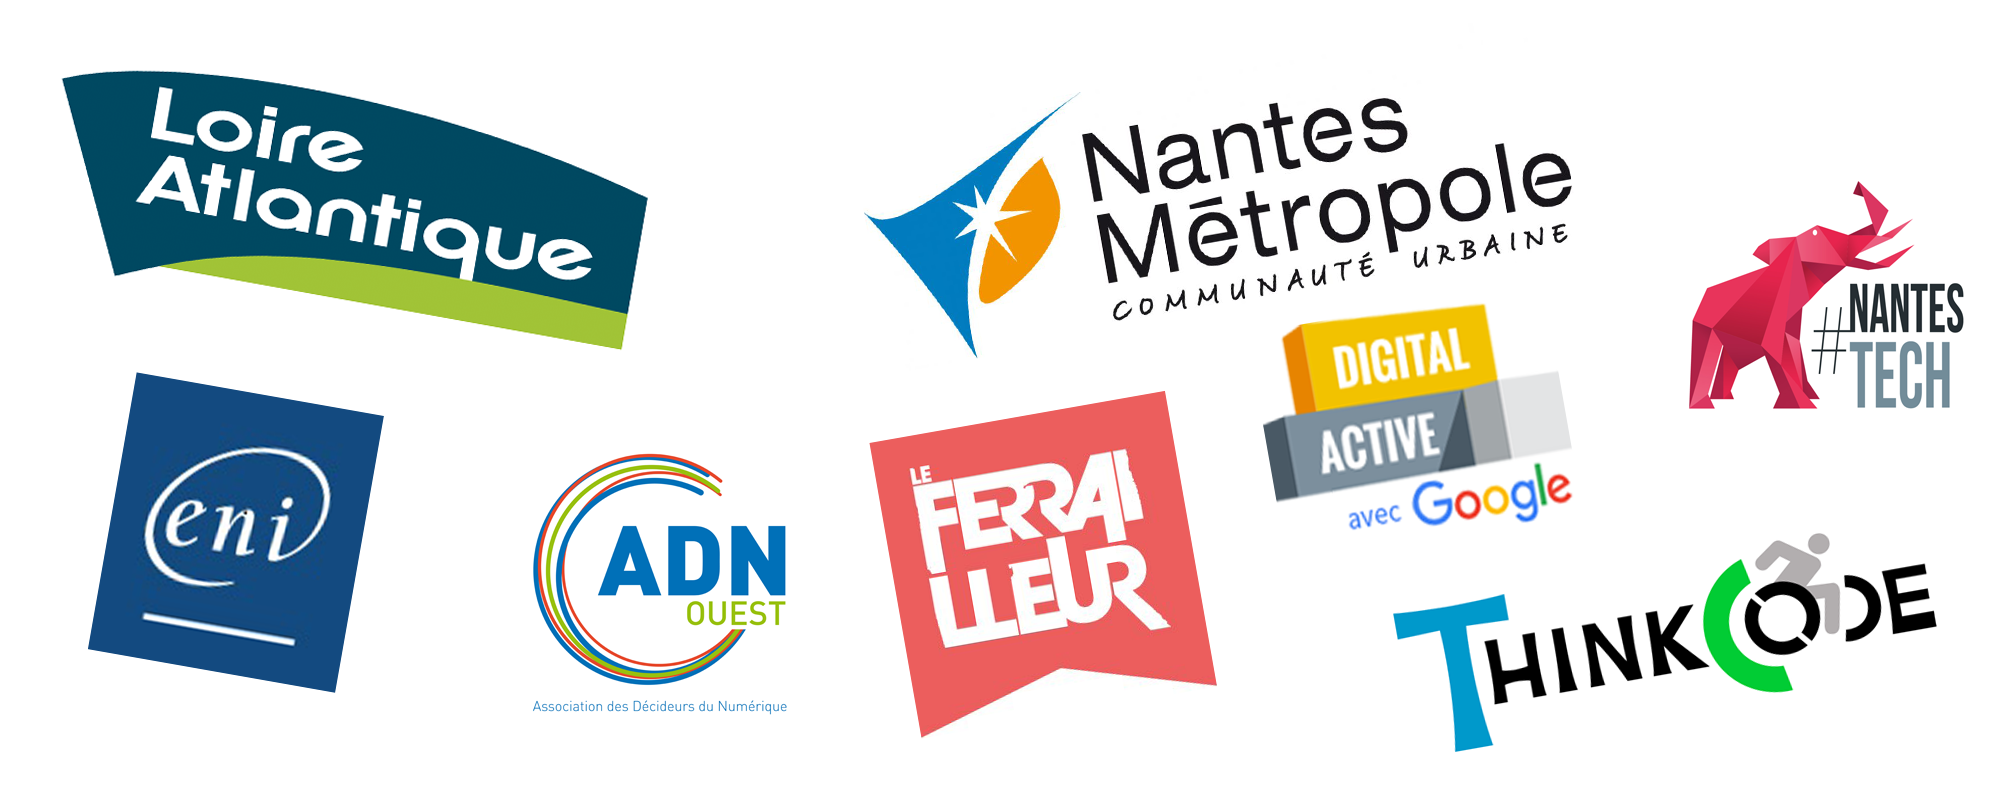 Loire
Atlantique
Nantes
Métropole
COMMUNAUTÉ URBAINE
#NANTES
TECH
DIGITAL
ACTIVE
avec Google
eni
ADN
OUEST
Association des Décideurs du Numérique
LE
FERRAI
LLEUR
THINKCODE